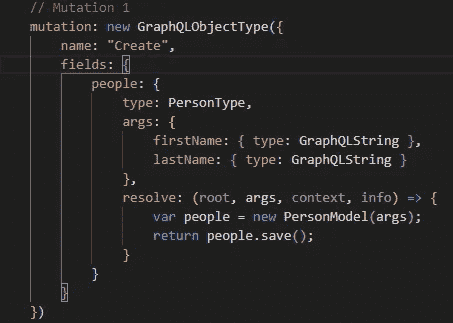 // Mutation 1
mutation: new GraphQLObjectType({
    name: "Create",
    fields: {
        people: {
            type: PersonType,
            args: {
                firstName: { type: GraphQLString },
                lastName: { type: GraphQLString }
            },
            resolve: (root, args, context, info) => {
                var people = new PersonModel(args);
                return people.save();
            }
        }
    }
})